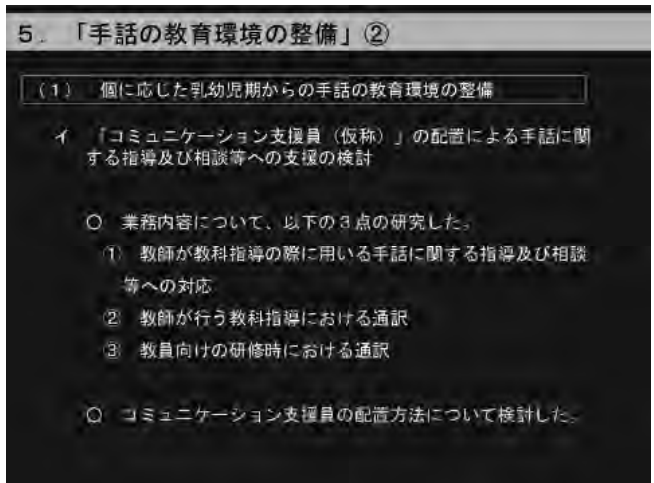 5．「手話の教育環境の整備」②
（1）　個に応じた乳幼児期からの手話の教育環境の整備
イ　「コミュニケーション支援員（仮称）」の配置による手話に関
する指導及び相談等への支援の検討
○　業務内容について、以下の3点の研究した。
①　教師が教科指導の際に用いる手話に関する指導及び相談
等への対応
②　教師が行う教科指導における通訳
③　教員向けの研修時における通訳
○　コミュニケーション支援員の配置方法について検討した。